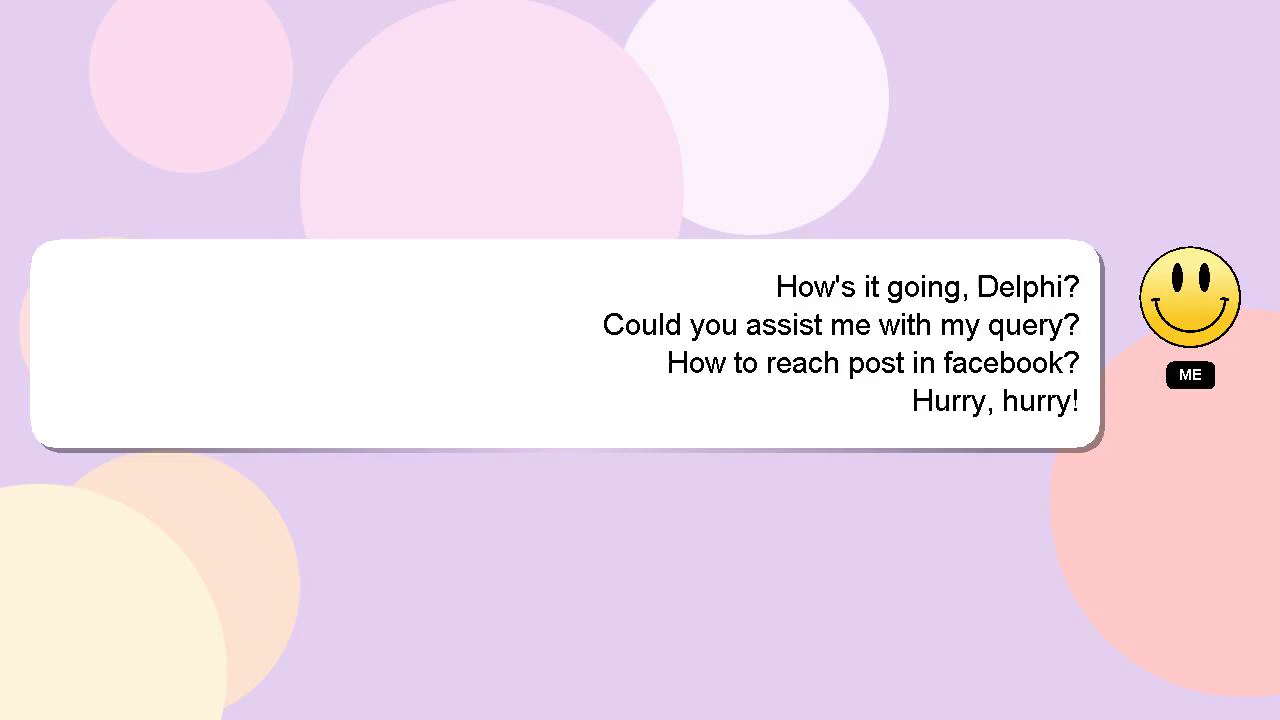 How's it going, Delphi?
Could you assist me with my query?
How to reach post in facebook?
Hurry, hurry!
ME